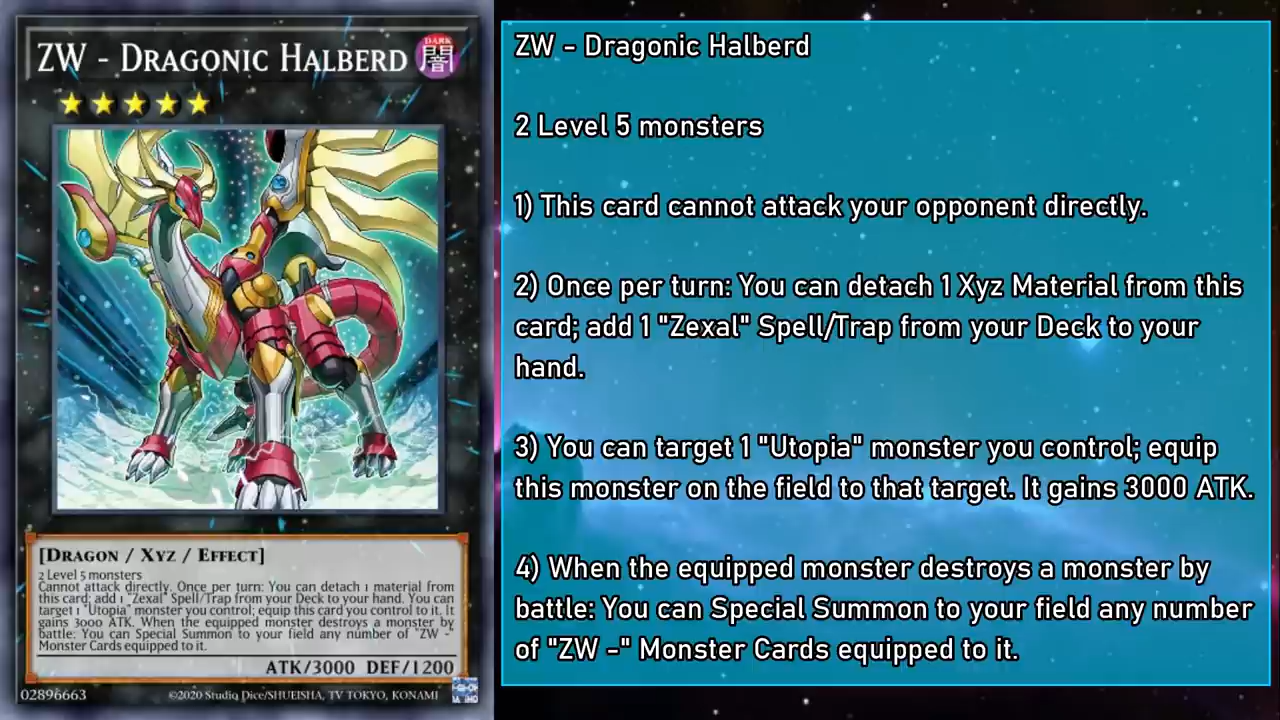 ZW - Dragonic Halberd
DARK
闇
[Dragon / Xyz / Effect]
2 Level 5 monsters
Cannot attack directly. Once per turn: You can detach 1 material from
this card; add 1 "Zexal" Spell/Trap from your Deck to your hand. You can
target 1 "Utopia" monster you control; equip this card you control to it. It
gains 3000 ATK. When the equipped monster destroys a monster by
battle: You can Special Summon to your field any number of "ZW -"
Monster Cards equipped to it.
ATK/3000 DEF/1200
02896663
©2020 Studio Dice/SHUEISHA, TV TOKYO, KONAMI
ZW - Dragonic Halberd
2 Level 5 monsters
1) This card cannot attack your opponent directly.
2) Once per turn: You can detach 1 Xyz Material from this
card; add 1 "Zexal" Spell/Trap from your Deck to your
hand.
3) You can target 1 "Utopia" monster you control; equip
this monster on the field to that target. It gains 3000 ATK.
4) When the equipped monster destroys a monster by
battle: You can Special Summon to your field any number
of "ZW -" Monster Cards equipped to it.